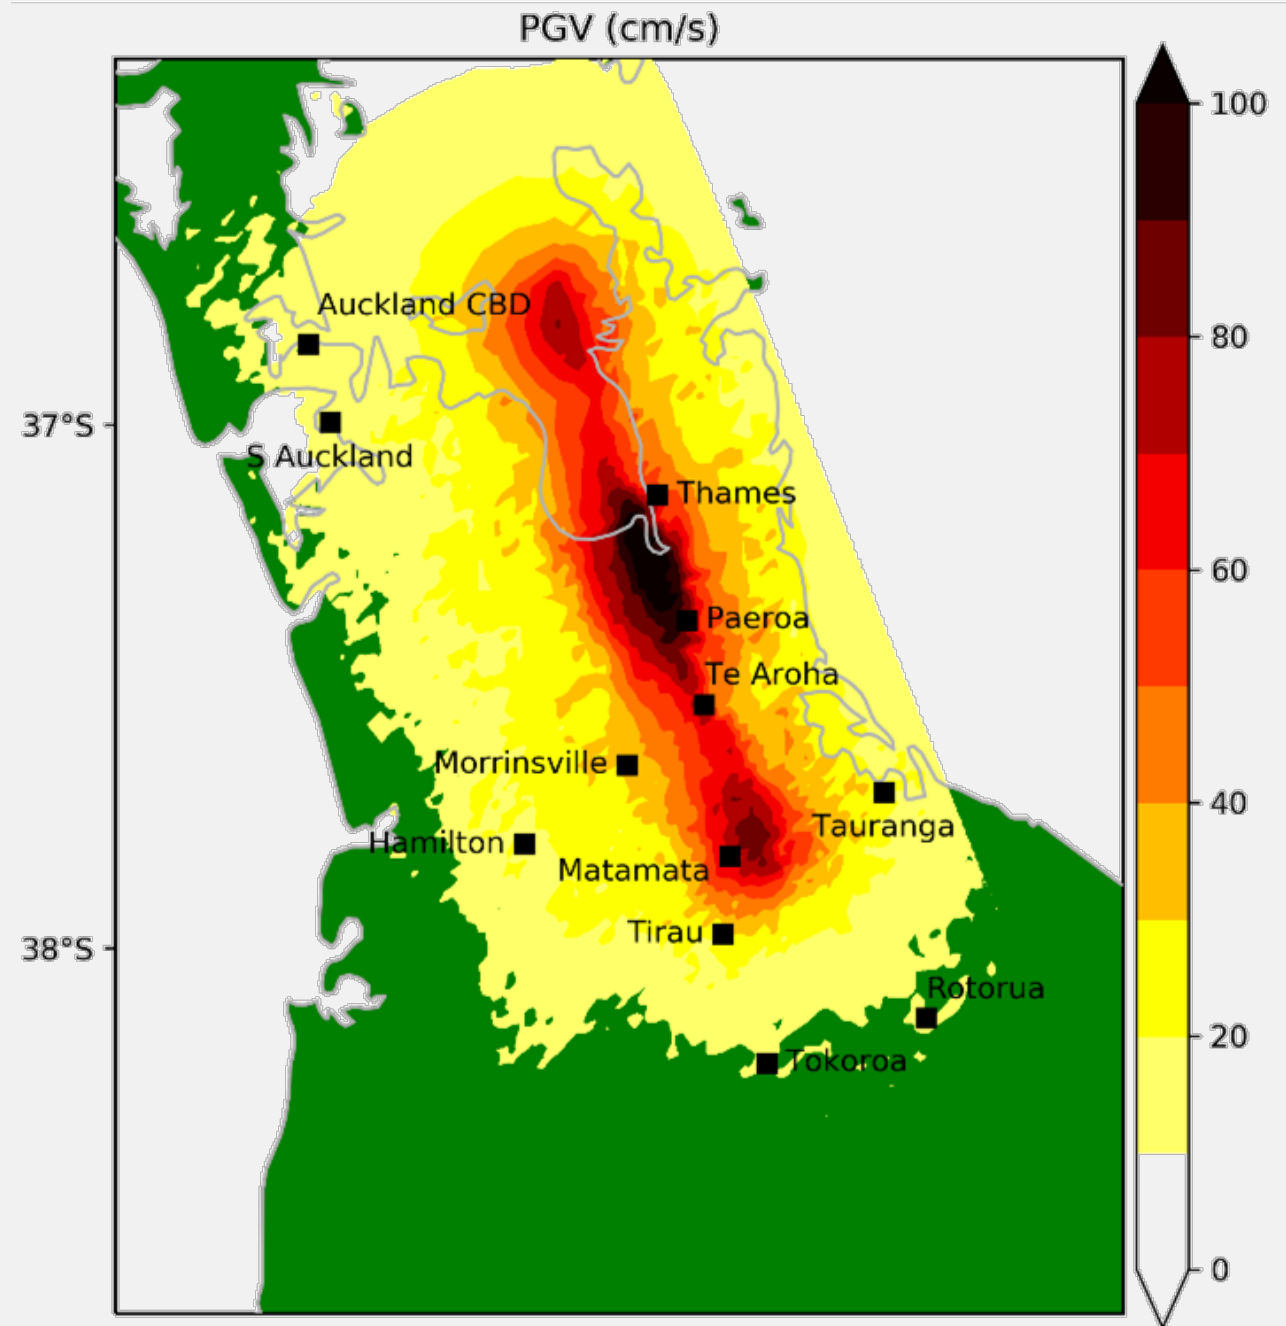 PGV (cm/s)
100
Auckland CBD
80
37°S
S Auckland
Thames
60
Paeroa
Te Aroha
Morrinsville
40
Tauranga
Hamilton
Matamata
Tirau
38°S
Rotorua
20
Tokoroa
0